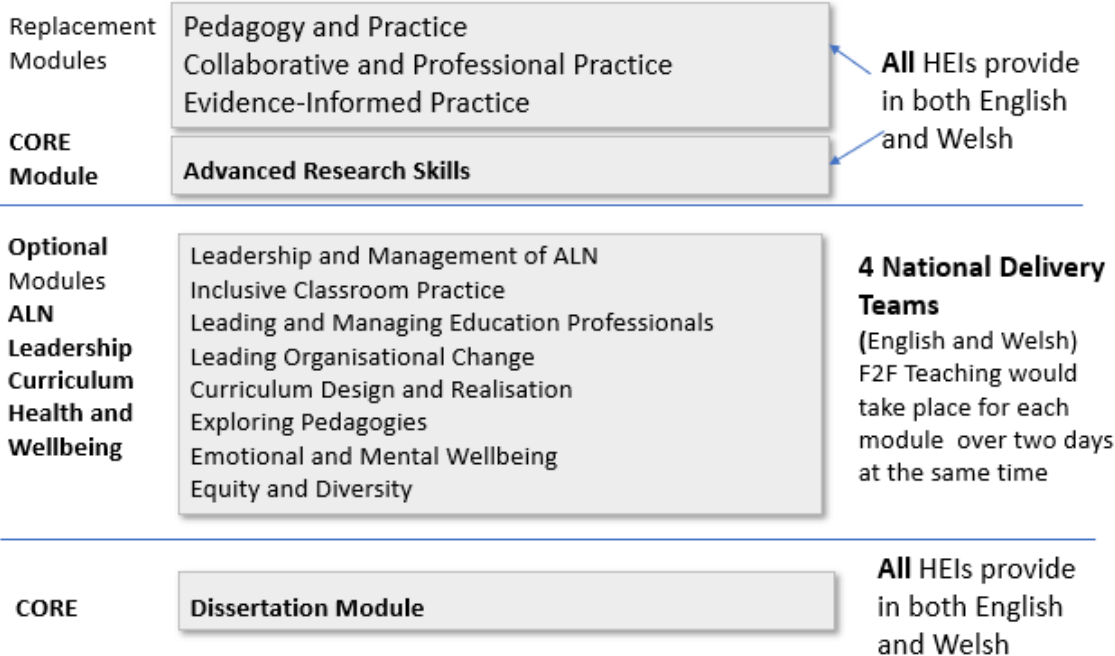 Replacement
Modules
Pedagogy and Practice
Collaborative and Professional Practice
Evidence-Informed Practice
All HEIs provide
in both English
and Welsh
CORE
Module
Advanced Research Skills
Optional
Modules
ALN
Leadership
Curriculum
Health and
Wellbeing
Leadership and Management of ALN
Inclusive Classroom Practice
Leading and Managing Education Professionals
Leading Organisational Change
Curriculum Design and Realisation
Exploring Pedagogies
Emotional and Mental Wellbeing
Equity and Diversity
4 National Delivery
Teams
(English and Welsh)
F2F Teaching would
take place for each
module over two days
at the same time
CORE
Dissertation Module
All HEIs provide
in both English
and Welsh